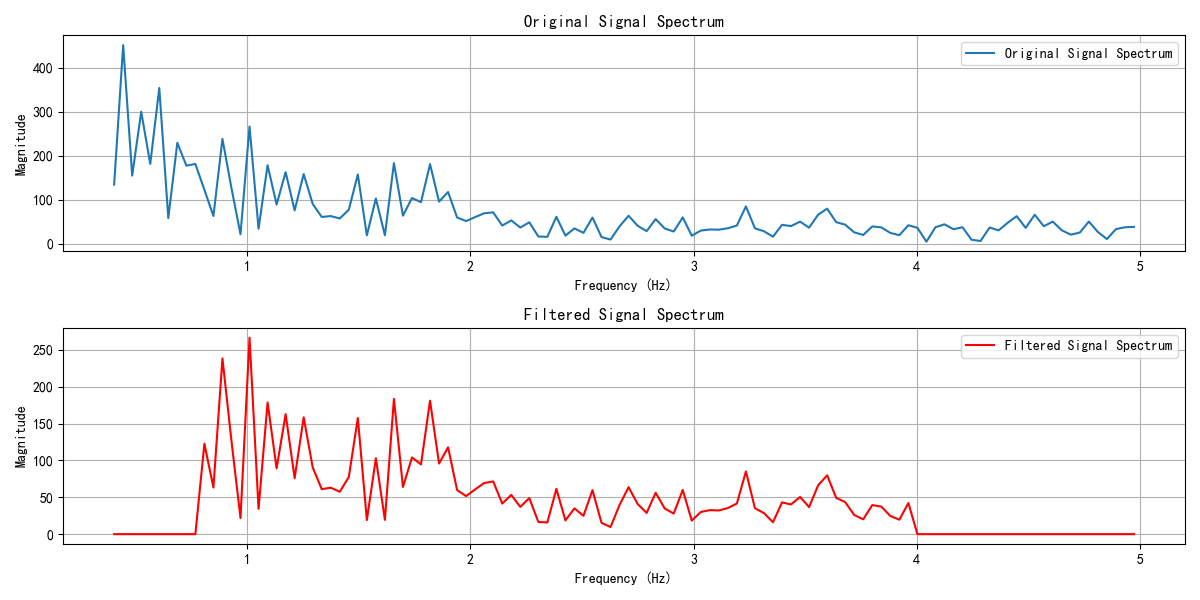 Original Signal Spectrum
Original Signal Spectrum
400
300
200
100
0
Magnitude
1 2 3 4 5
Frequency (Hz)
Filtered Signal Spectrum
Filtered Signal Spectrum
250
200
150
100
50
0
Magnitude
1 2 3 4 5
Frequency (Hz)